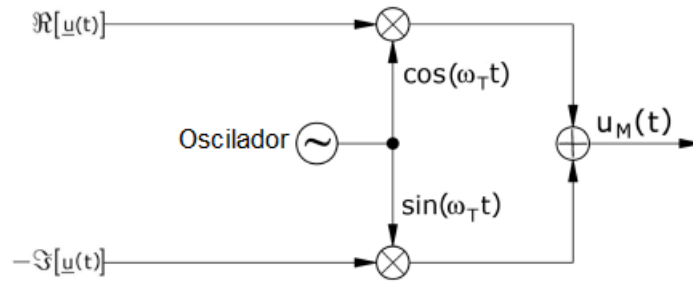 ℜ[u(t)]
cos(ω_T t)
Oscilador
u_M(t)
sin(ω_T t)
−ℑ[u(t)]